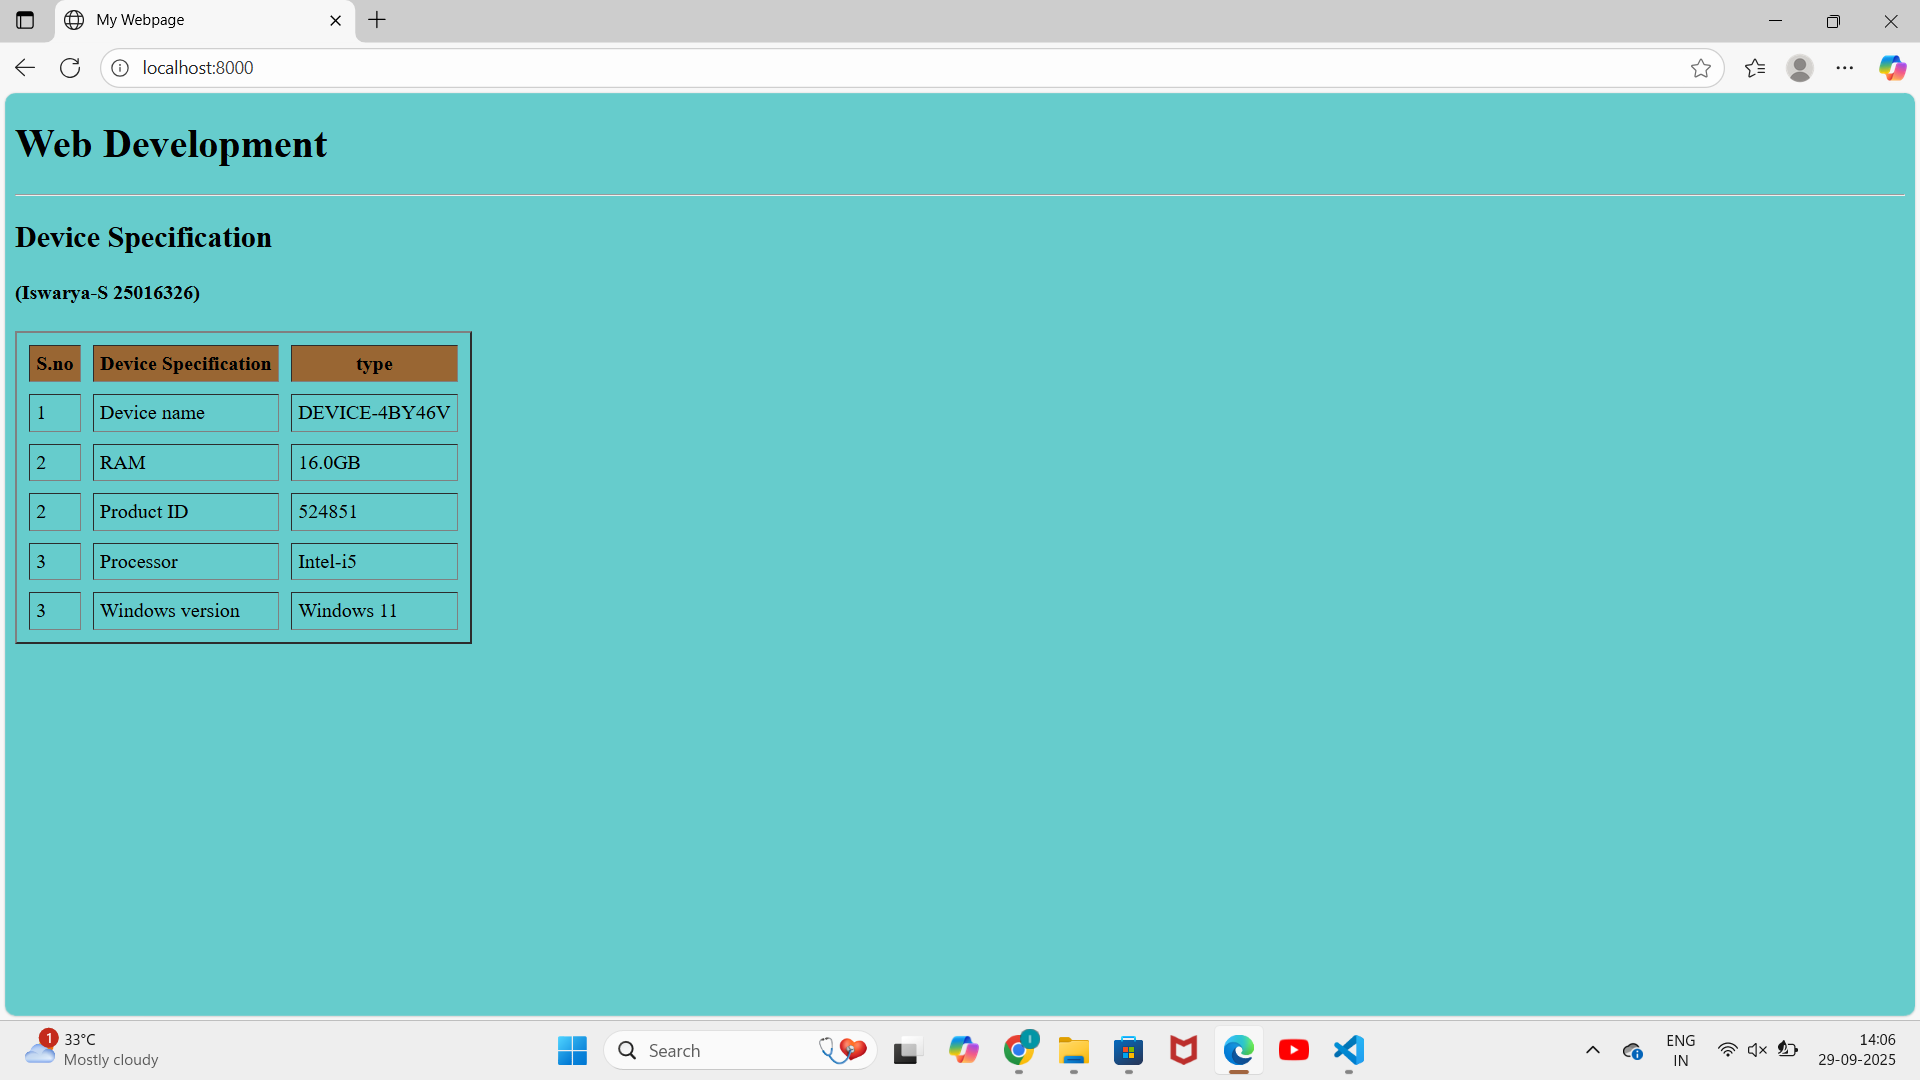 My Webpage
localhost:8000
Web Development
Device Specification
(Iswarya-S 25016326)
S.no Device Specification type
1 Device name DEVICE-4BY46V
2 RAM 16.0GB
2 Product ID 524851
3 Processor Intel-i5
3 Windows version Windows 11
1
33°C
Mostly cloudy
Search
I
ENG
IN
14:06
29-09-2025